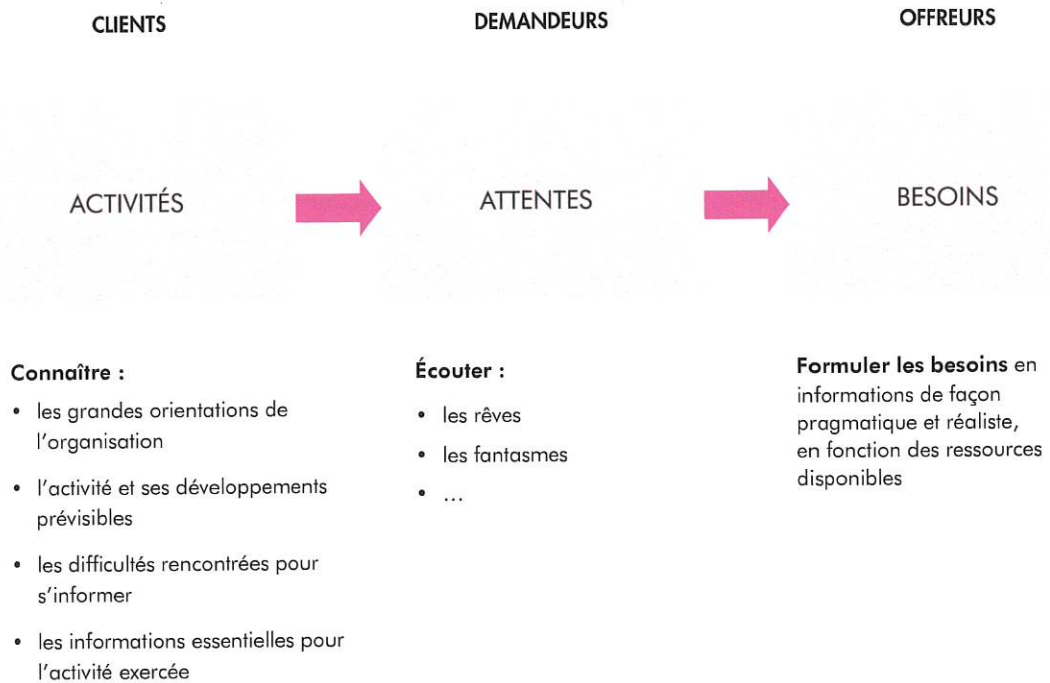 CLIENTS
DEMANDEURS
OFFREURS
ACTIVITÉS
ATTENTES
BESOINS
Connaître :
• les grandes orientations de
l'organisation
• l'activité et ses développements
prévisibles
• les difficultés rencontrées pour
s'informer
• les informations essentielles pour
l'activité exercée
Écouter :
• les rêves
• les fantasmes
• ...
Formuler les besoins en
informations de façon
pragmatique et réaliste,
en fonction des ressources
disponibles